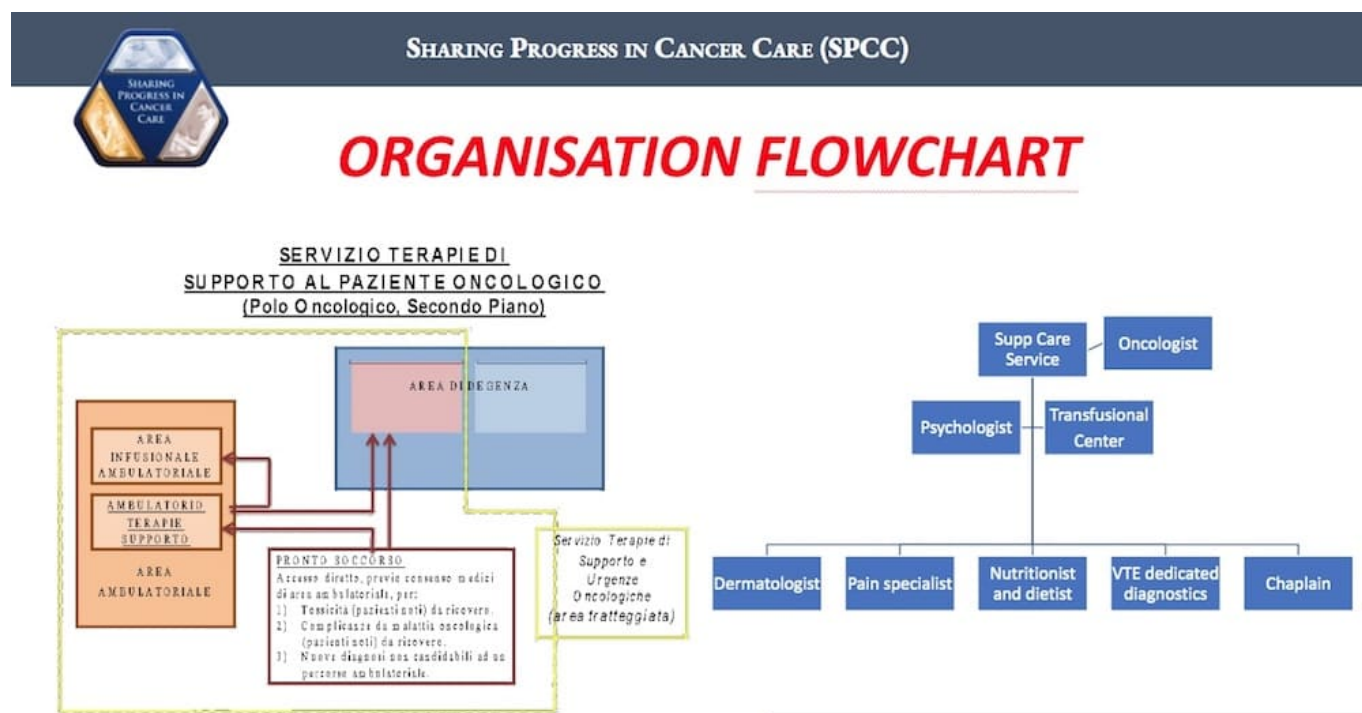 SHARING PROGRESS IN CANCER CARE (SPCC)
SHARING
PROGRESS IN
CANCER
CARE
ORGANISATION FLOWCHART
SERVIZIO TERAPIE DI
SUPPORTO AL PAZIENTE ONCOLOGICO
(Polo Oncologico, Secondo Piano)
AREA DI DEGENZA
AREA
INFUSIONALE
AMBULATORIALE
AMBULATORIO
TERAPIE
SUPPORTO
AREA
AMBULATORIALE
PRONTO SOCCORSO
Accesso diretto, previo consenso medici
di area ambulatoriale, per:
1) Tossicità (pazienti noti) da ricovero.
2) Complicanze da malattia oncologica
(pazienti noti) da ricovero.
3) Nuove diagnosi non candidabili ad un
percorso ambulatoriale.
Servizio Terapie di
Supporto e
Urgenze
Oncologiche
(area tratteggiata)
Supp Care
Service
Oncologist
Psychologist
Transfusional
Center
Dermatologist
Pain specialist
Nutritionist
and dietist
VTE dedicated
diagnostics
Chaplain